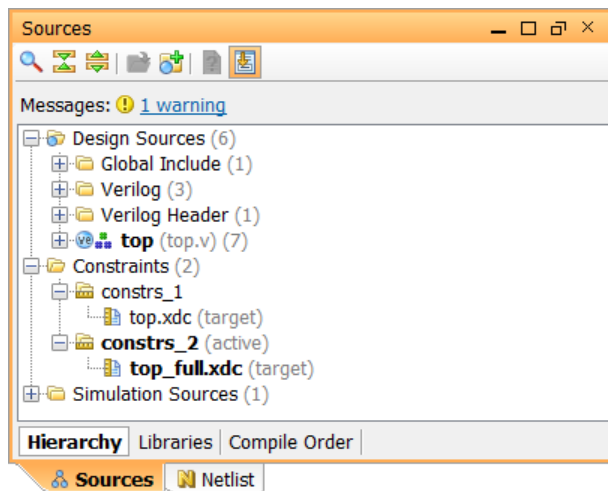 Sources
Messages: 1 warning
Design Sources (6)
Global Include (1)
Verilog (3)
Verilog Header (1)
ve top (top.v) (7)
Constraints (2)
constrs_1
top.xdc (target)
constrs_2 (active)
top_full.xdc (target)
Simulation Sources (1)
Hierarchy Libraries Compile Order
Sources Netlist